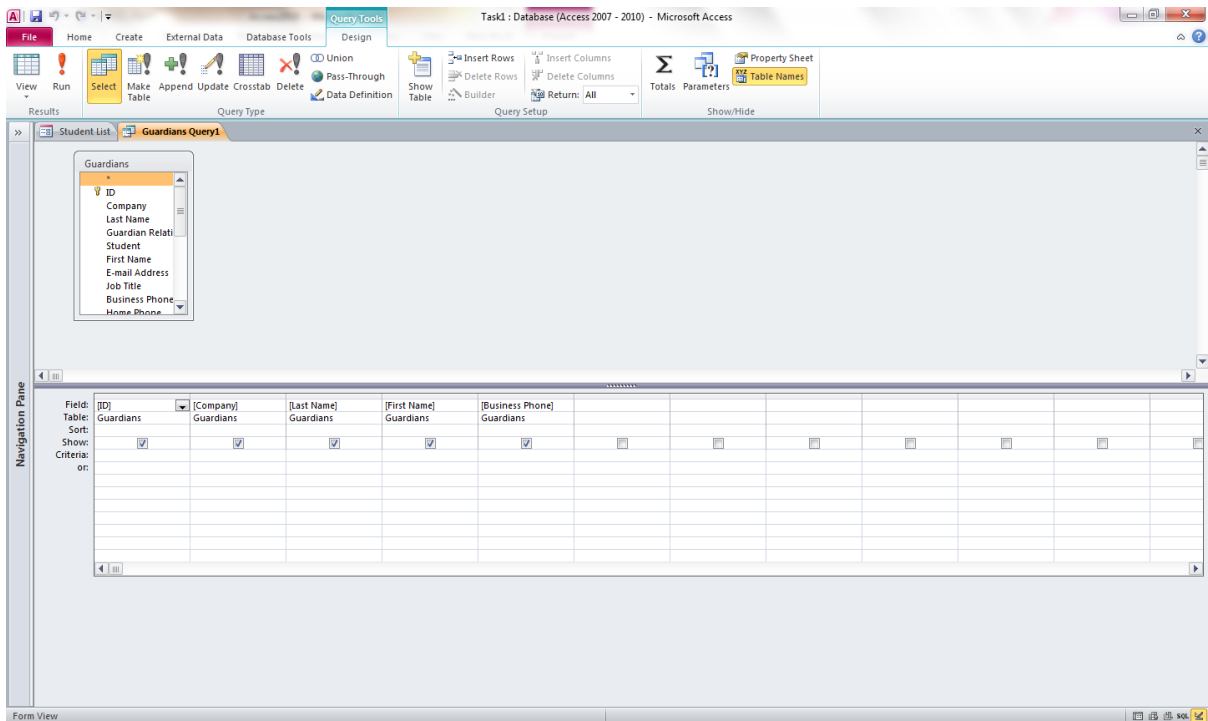 Query Tools
Task1 : Database (Access 2007 - 2010) - Microsoft Access
File Home Create External Data Database Tools Design
View
Run
Select
Make Table
Append
Update
Crosstab
Delete
Union
Pass-Through
Data Definition
Show Table
Insert Rows
Delete Rows
Builder
Insert Columns
Delete Columns
Return: All
Totals
Parameters
Property Sheet
Table Names
Results
Query Type
Query Setup
Show/Hide
Student List
Guardians Query1
Navigation Pane
Guardians
*
ID
Company
Last Name
Guardian Relati
Student
First Name
E-mail Address
Job Title
Business Phone
Home Phone
Field: [ID] [Company] [Last Name] [First Name] [Business Phone]
Table: Guardians Guardians Guardians Guardians Guardians
Sort:
Show:
Criteria:
or:
Form View
SQL